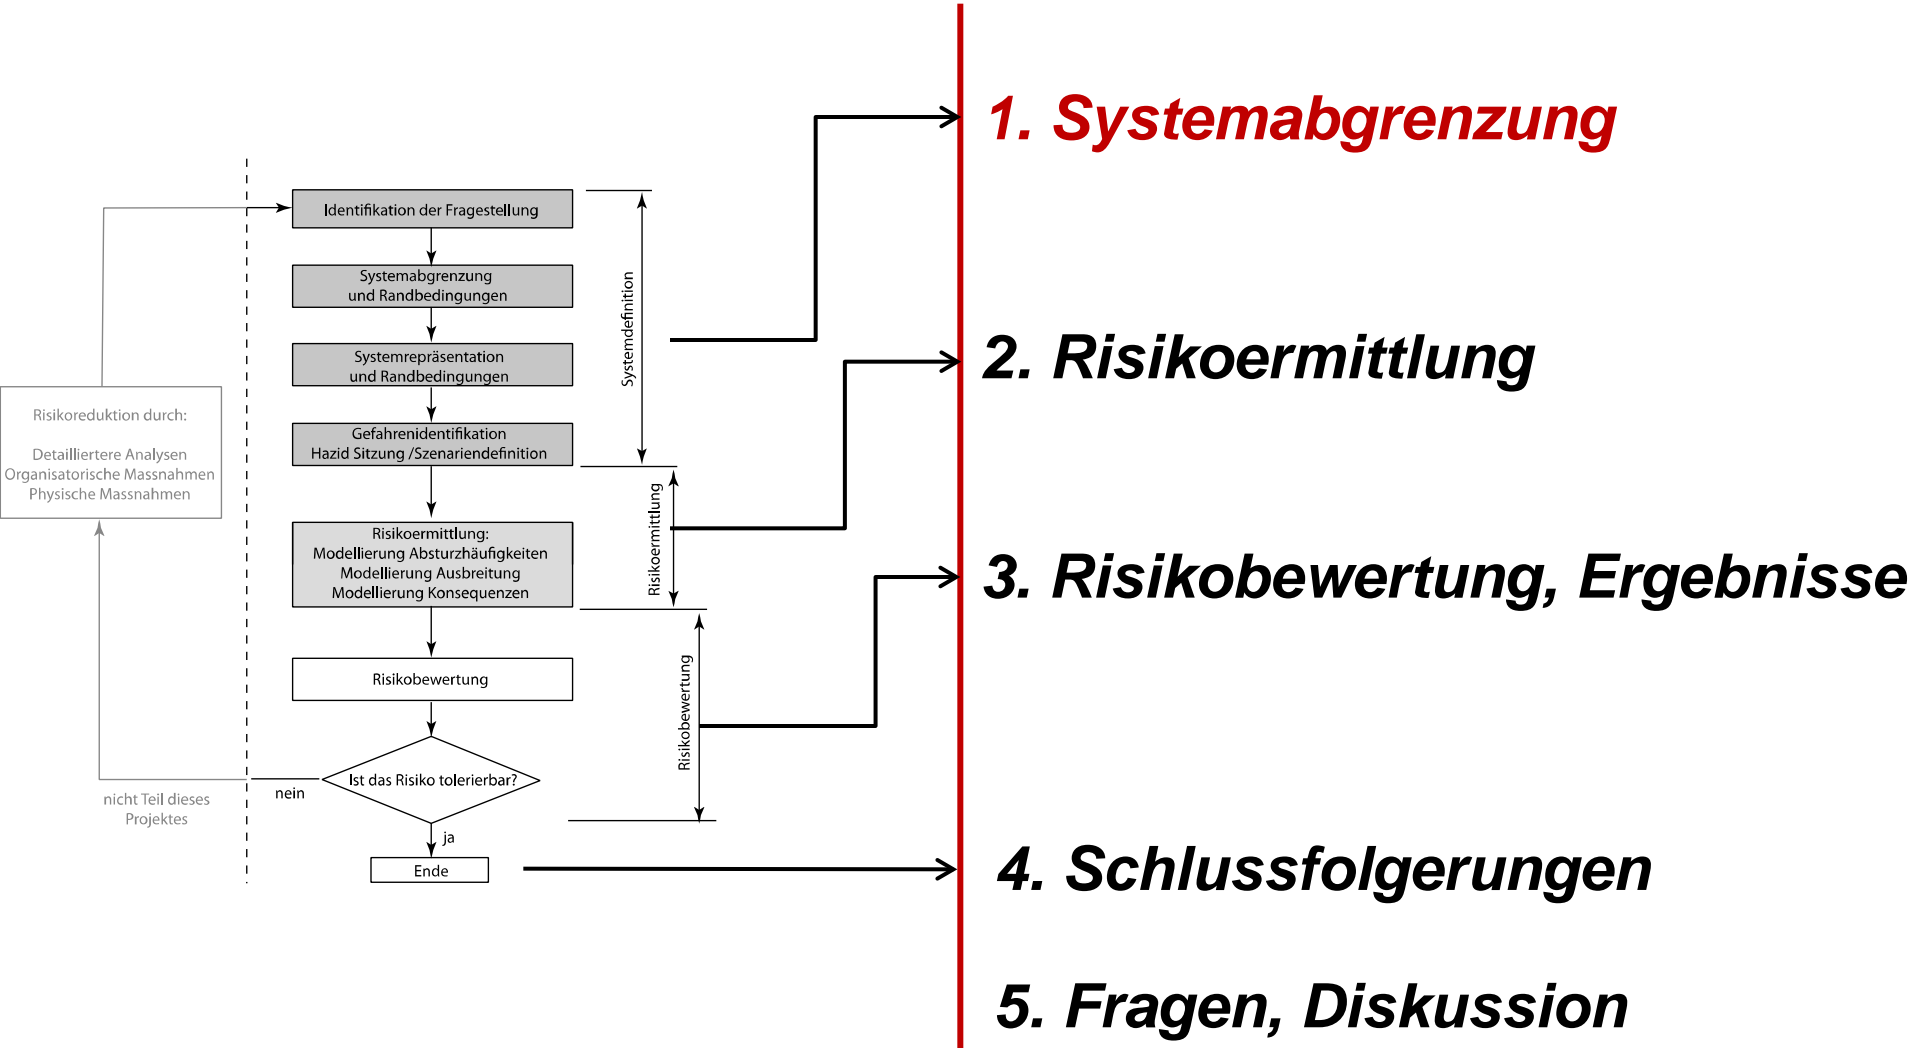 Identifikation der Fragestellung
Systemabgrenzung
und Randbedingungen
Systemrepräsentation
und Randbedingungen
Gefahrenidentifikation
Hazid Sitzung /Szenariendefinition
Risikoermittlung:
Modellierung Absturzhäufigkeiten
Modellierung Ausbreitung
Modellierung Konsequenzen
Risikobewertung
Ist das Risiko tolerierbar?
nein
ja
Ende
Risikoreduktion durch:
Detailliertere Analysen
Organisatorische Massnahmen
Physische Massnahmen
nicht Teil dieses
Projektes
Systemdefinition
Risikoermittlung
Risikobewertung
1. Systemabgrenzung
2. Risikoermittlung
3. Risikobewertung, Ergebnisse
4. Schlussfolgerungen
5. Fragen, Diskussion